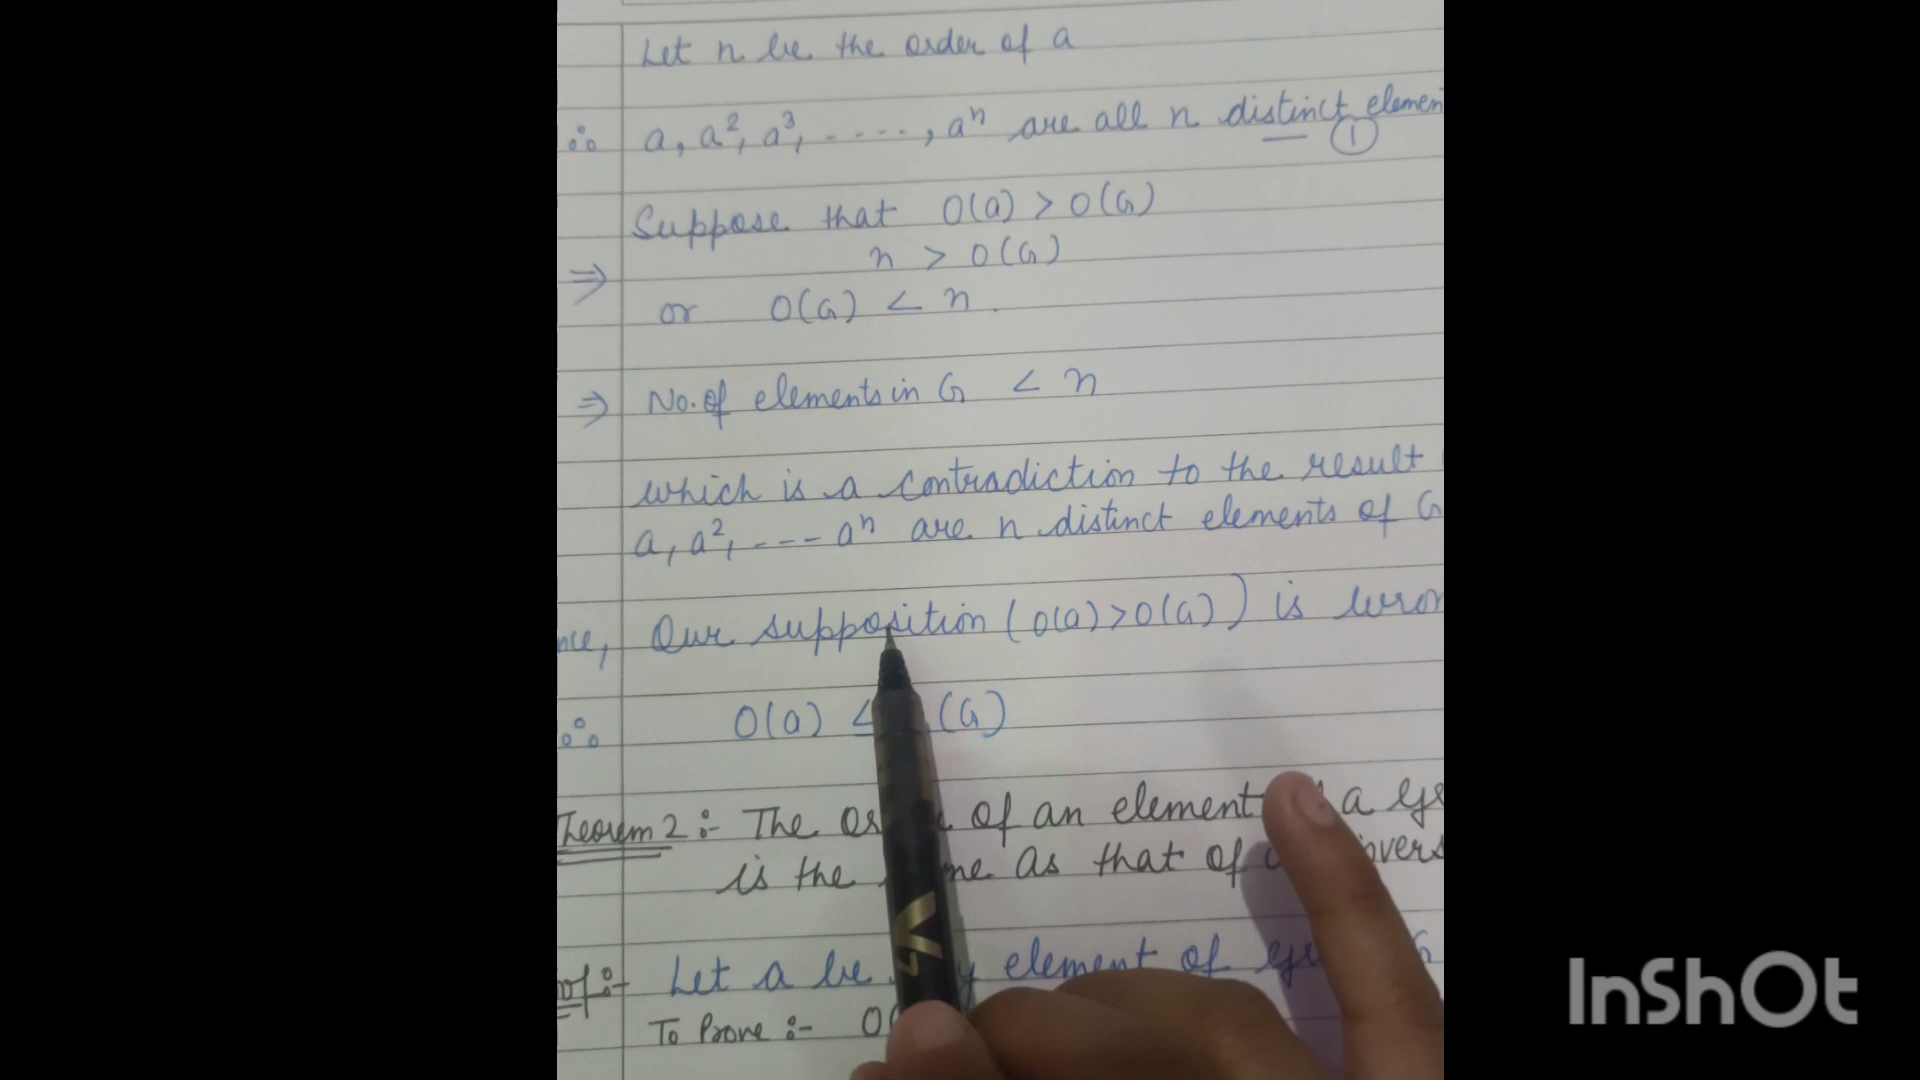 Let n be the order of a
∴ a, a², a³, ....., aⁿ are all n distinct elemen
— ①
Suppose that O(a) > O(G)
⇒ n > O(G)
or O(G) < n.
⇒ No. of elements in G < n
which is a contradiction to the result
a, a², --- aⁿ are n distinct elements of G
nce, Our supposition (O(a) > O(G)) is wron
∴ O(a) ≤ (G)
Theorem 2 :- The of an element a
is the as that of
Let a be element of
To Prove :-
InShOt